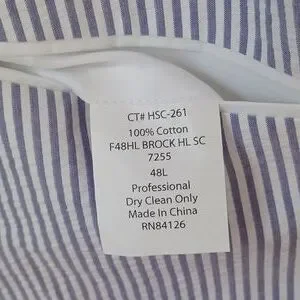 CT# HSC-261
100% Cotton
F48HL BROCK HL SC
7255
48L
Professional
Dry Clean Only
Made In China
RN84126